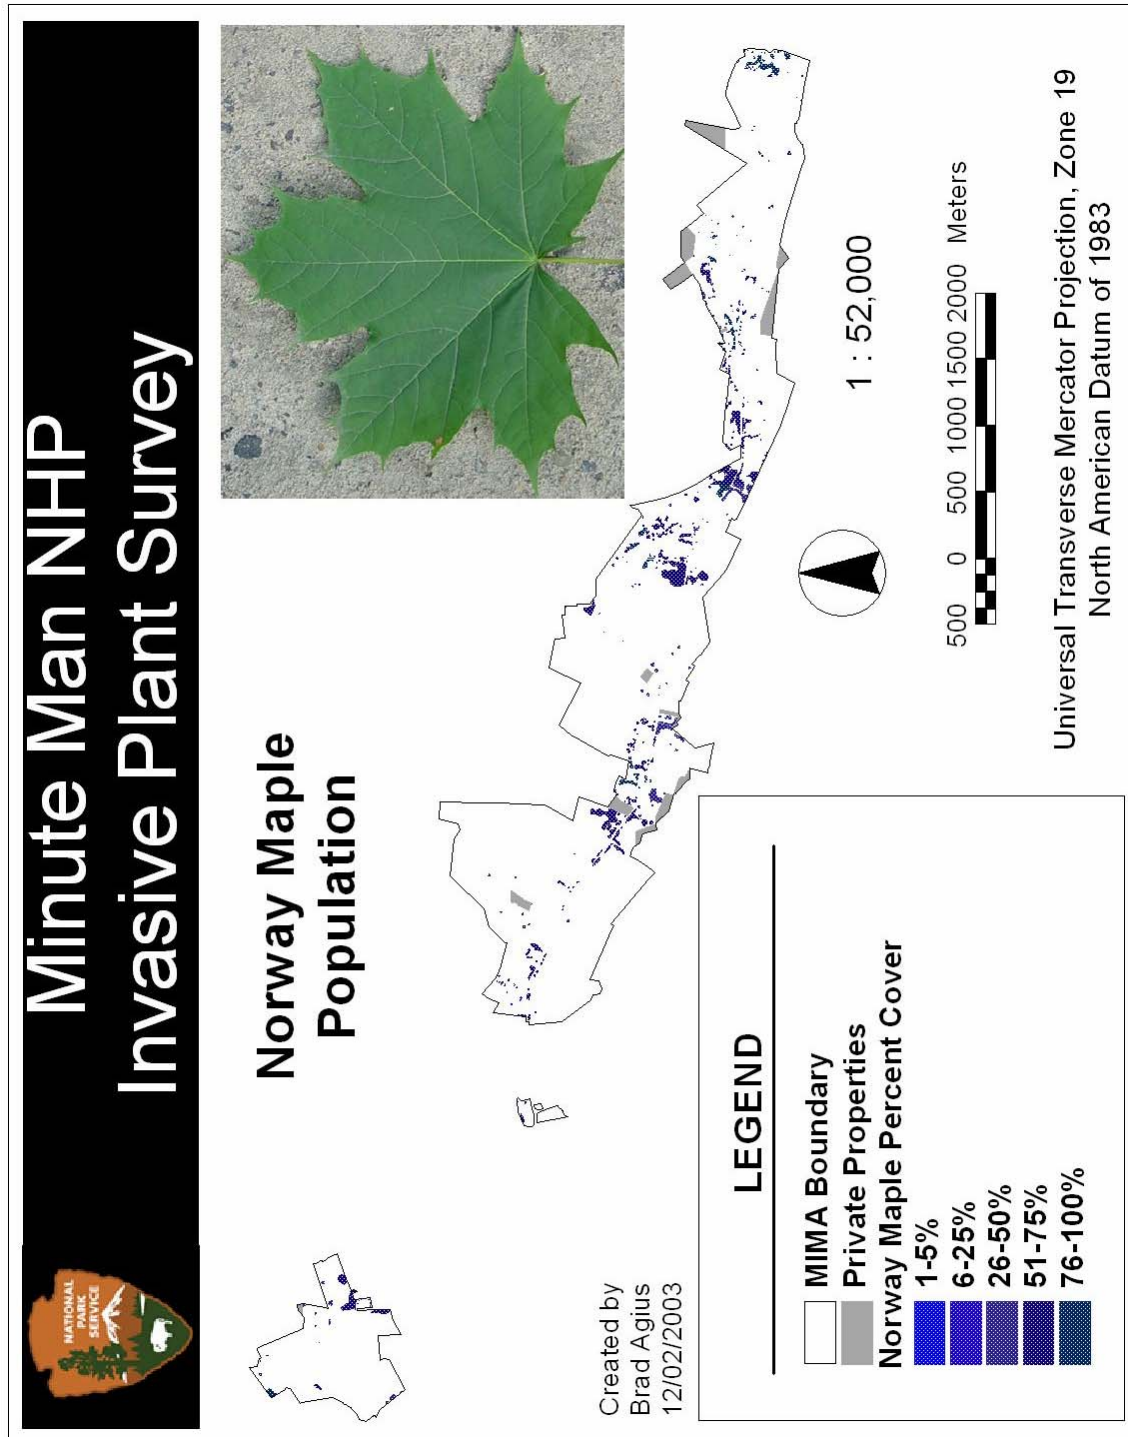 NATIONAL
PARK
SERVICE
Minute Man NHP
Invasive Plant Survey
Norway Maple
Population
Created by
Brad Agius
12/02/2003
LEGEND
MIMA Boundary
Private Properties
Norway Maple Percent Cover
1-5%
6-25%
26-50%
51-75%
76-100%
1 : 52,000
500 0 500 1000 1500 2000 Meters
Universal Transverse Mercator Projection, Zone 19
North American Datum of 1983